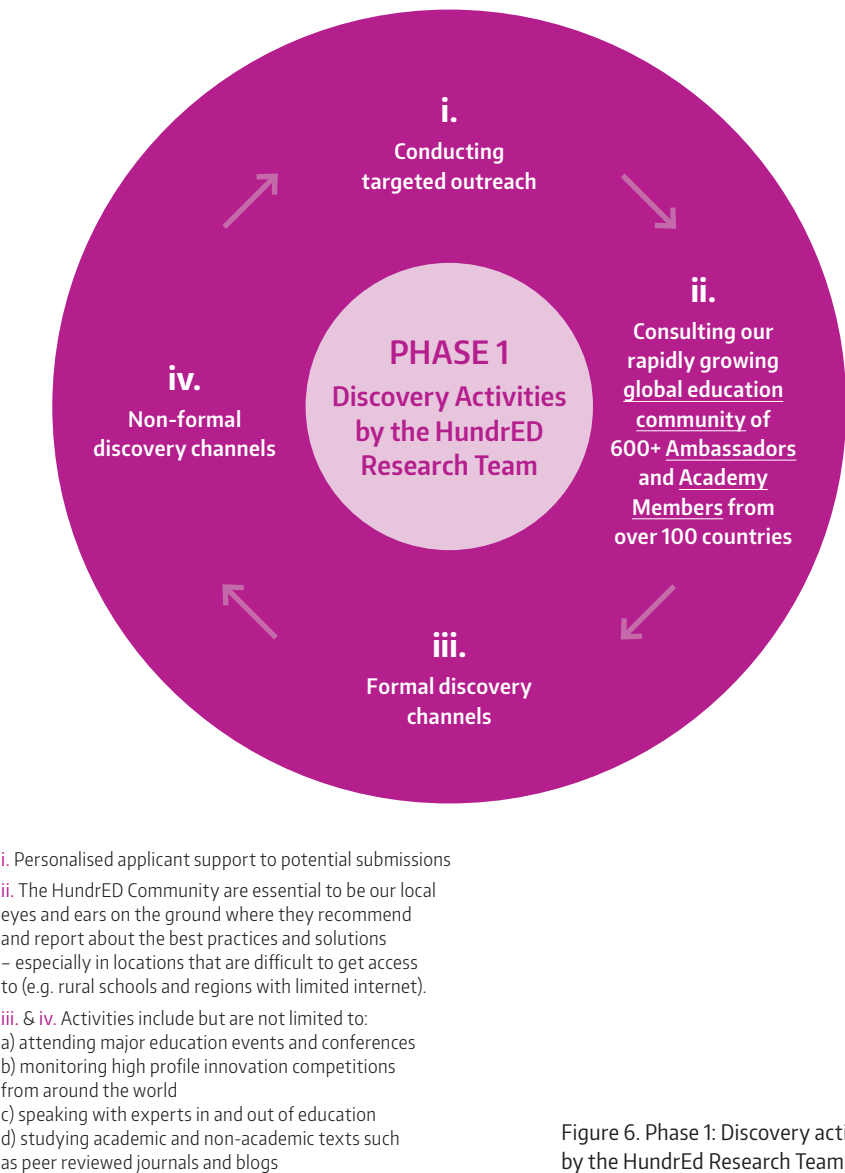 i.
Conducting
targeted outreach
ii.
Consulting our
rapidly growing
global education
community of
600+ Ambassadors
and Academy
Members from
over 100 countries
iii.
Formal discovery
channels
iv.
Non-formal
discovery channels
PHASE 1
Discovery Activities
by the HundrED
Research Team
i. Personalised applicant support to potential submissions
ii. The HundrED Community are essential to be our local
eyes and ears on the ground where they recommend
and report about the best practices and solutions
– especially in locations that are difficult to get access
to (e.g. rural schools and regions with limited internet).
iii. & iv. Activities include but are not limited to:
a) attending major education events and conferences
b) monitoring high profile innovation competitions
from around the world
c) speaking with experts in and out of education
d) studying academic and non-academic texts such
as peer reviewed journals and blogs
Figure 6. Phase 1: Discovery acti
by the HundrEd Research Team